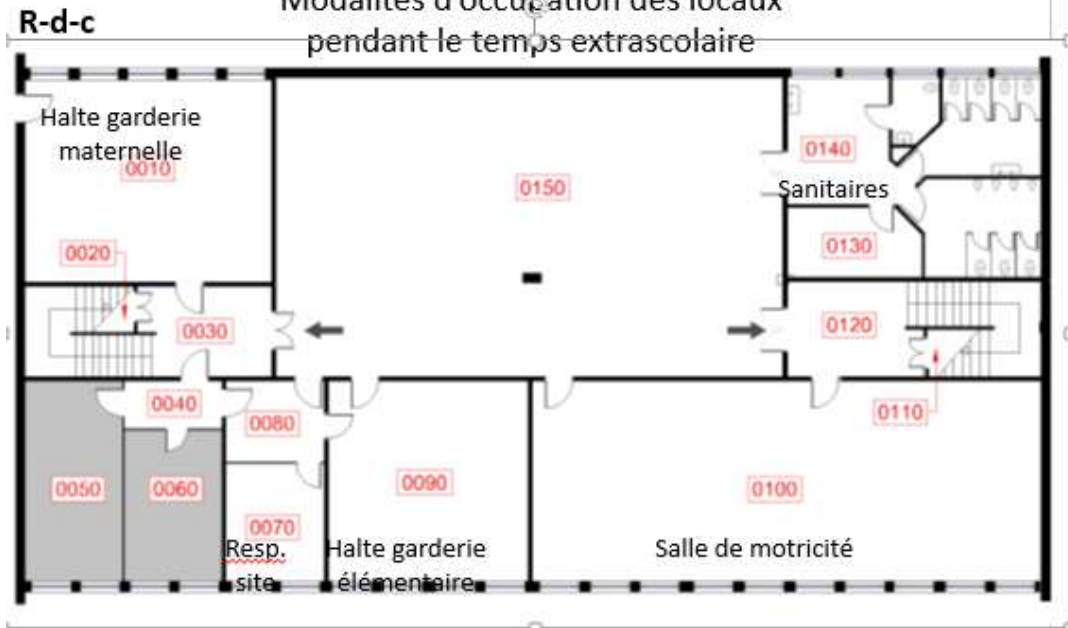 Modalités d'occupation des locaux
R-d-c
pendant le temps extrascolaire
Halte garderie
maternelle
0010
0140
0150
Sanitaires
0020
0130
0030
0120
0040
0080
0110
0050
0060
0090
0100
0070
Resp.
site
Halte garderie
élémentaire
Salle de motricité